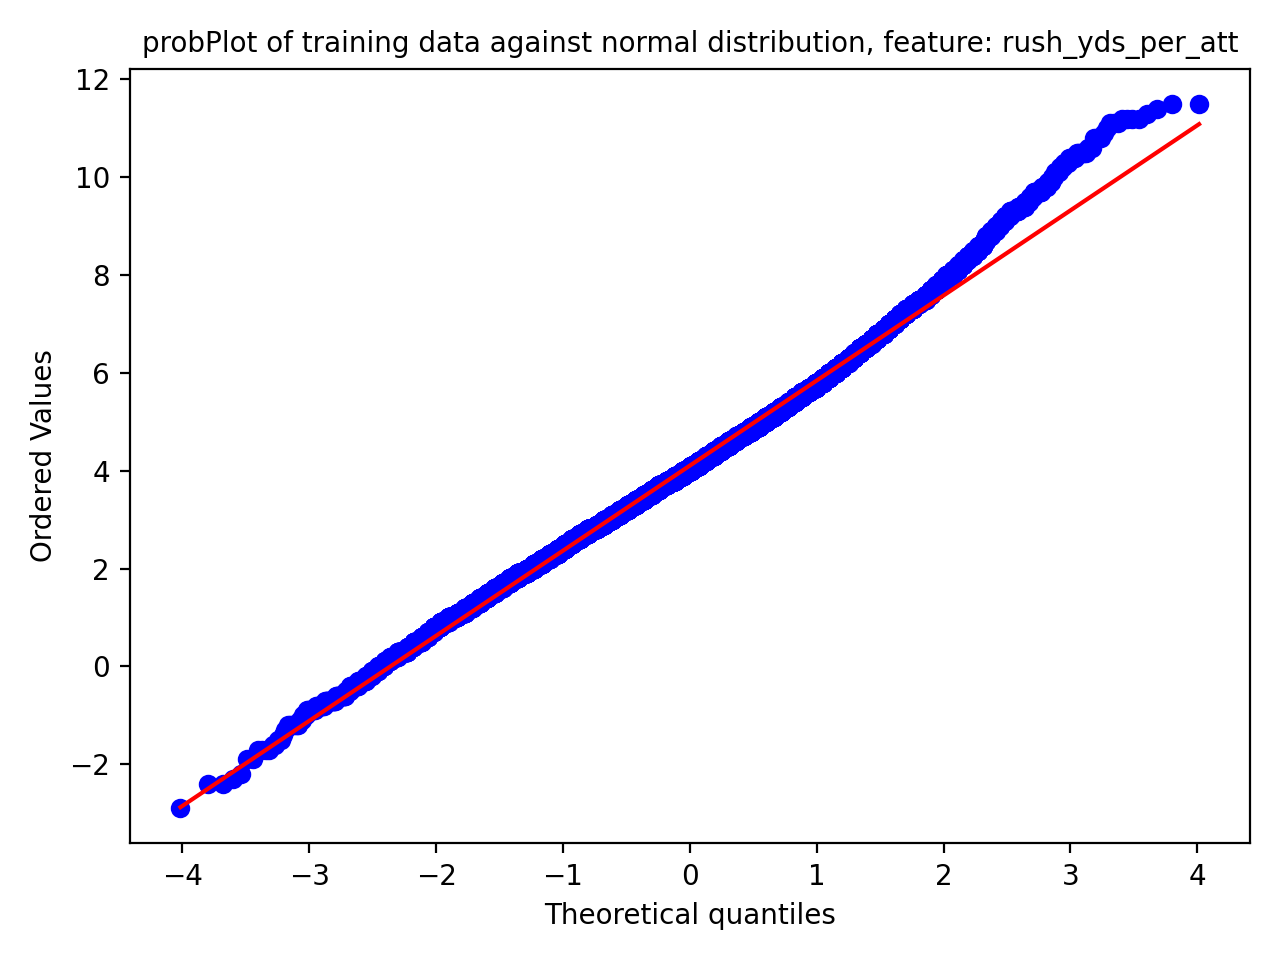 probPlot of training data against normal distribution, feature: rush_yds_per_att
12
10
8
6
4
2
0
−2
Ordered Values
−4 −3 −2 −1 0 1 2 3 4
Theoretical quantiles